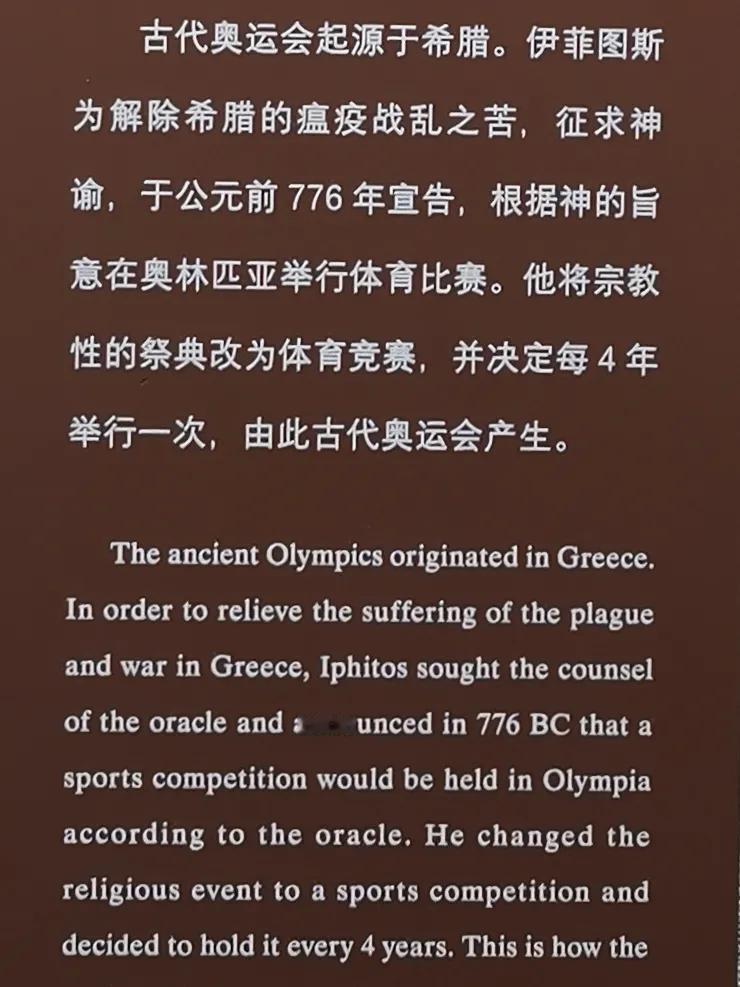 古代奥运会起源于希腊。伊菲图斯
为解除希腊的瘟疫战乱之苦，征求神
谕，于公元前 776 年宣告，根据神的旨
意在奥林匹亚举行体育比赛。他将宗教
性的祭典改为体育竞赛，并决定每 4 年
举行一次，由此古代奥运会产生。
The ancient Olympics originated in Greece.
In order to relieve the suffering of the plague
and war in Greece, Iphitos sought the counsel
of the oracle and in 776 BC that a
sports competition would be held in Olympia
according to the oracle. He changed the
religious event to a sports competition and
decided to hold it every 4 years. This is how the